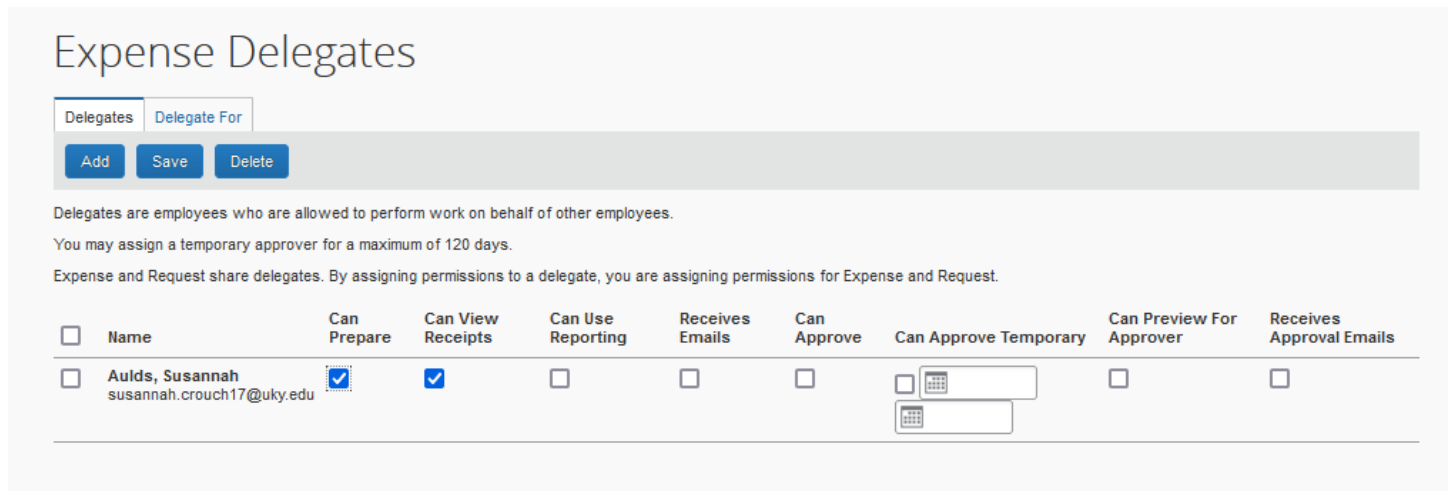 Expense Delegates
Delegates Delegate For
Add Save Delete
Delegates are employees who are allowed to perform work on behalf of other employees.
You may assign a temporary approver for a maximum of 120 days.
Expense and Request share delegates. By assigning permissions to a delegate, you are assigning permissions for Expense and Request.
Name Can Prepare Can View Receipts Can Use Reporting Receives Emails Can Approve Can Approve Temporary Can Preview For Approver Receives Approval Emails
Aulds, Susannah
susannah.crouch17@uky.edu